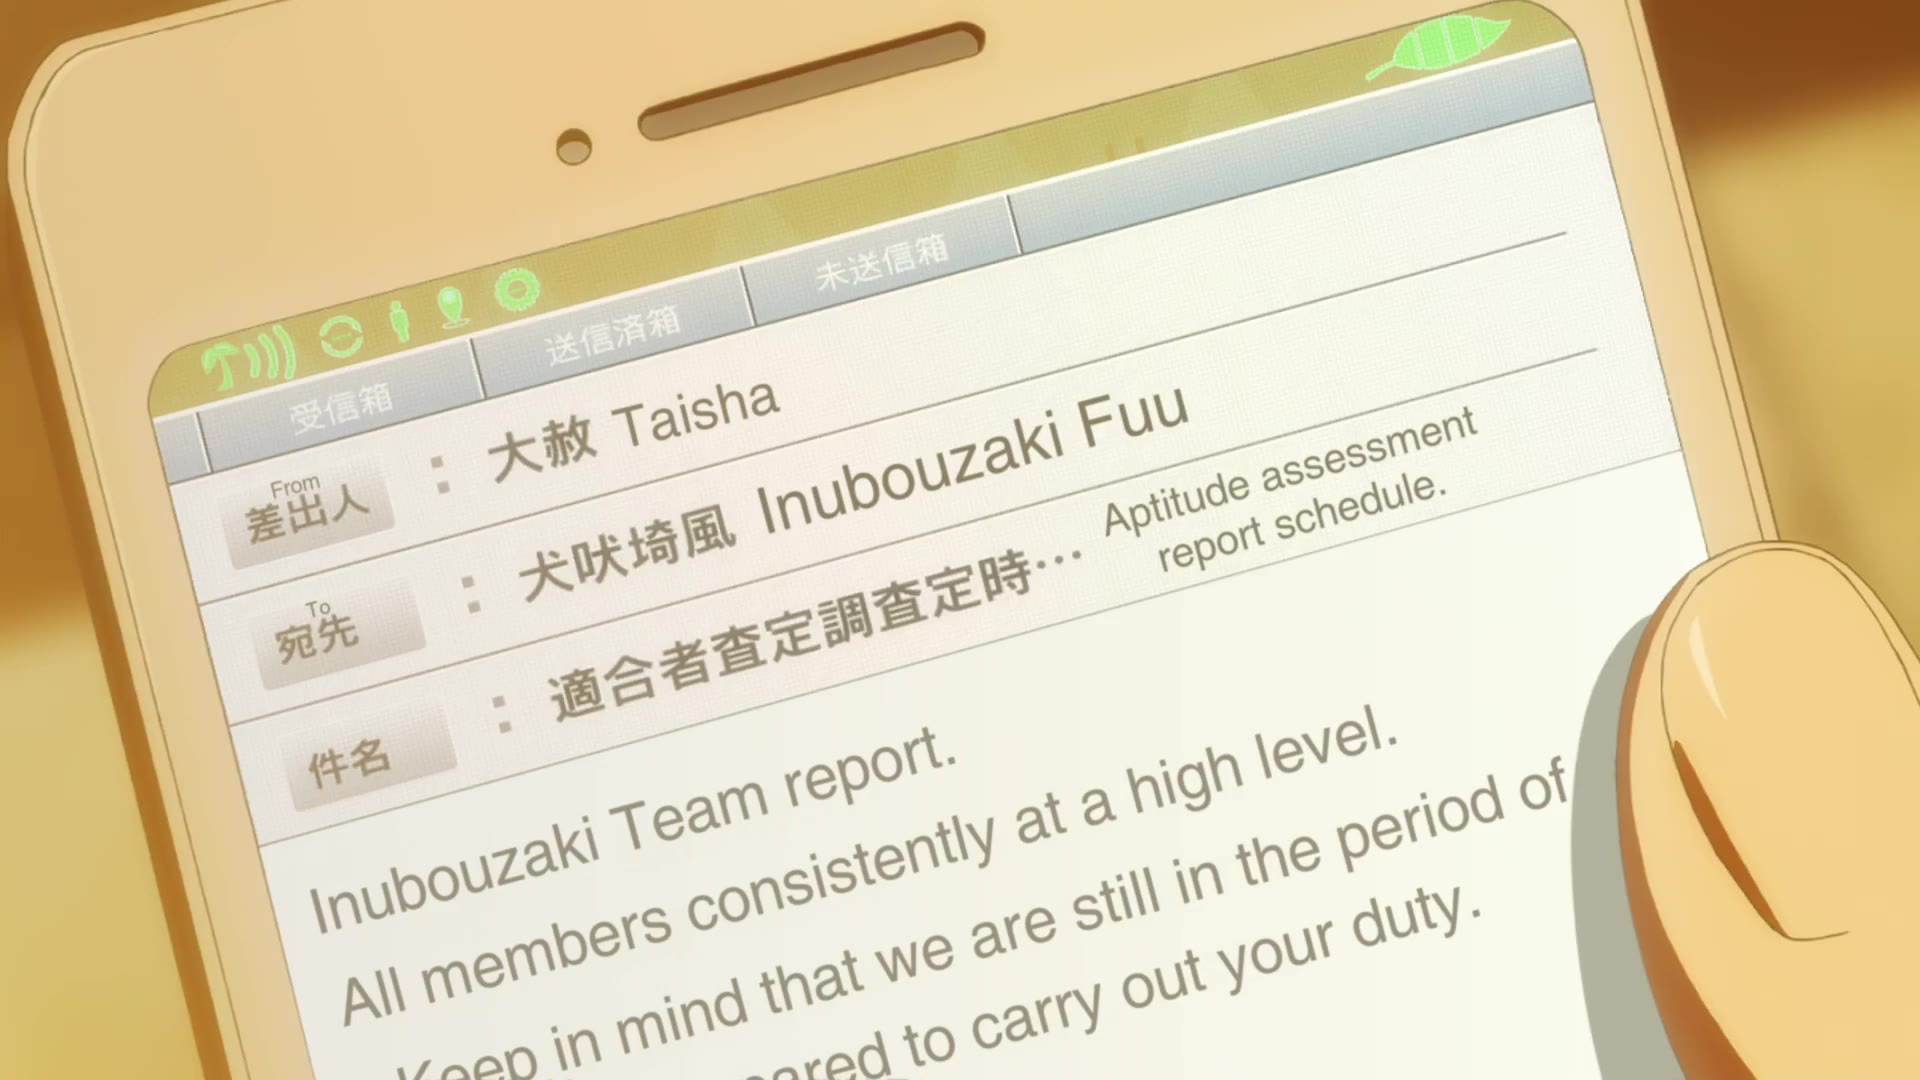 受信箱 送信済箱 未送信箱
From
差出人 : 大赦 Taisha
To
宛先 : 犬吠埼風 Inubouzaki Fuu
件名 : 適合者査定調査定時… Aptitude assessment
report schedule.
Inubouzaki Team report.
All members consistently at a high level.
Keep in mind that we are still in the period of
to carry out your duty.